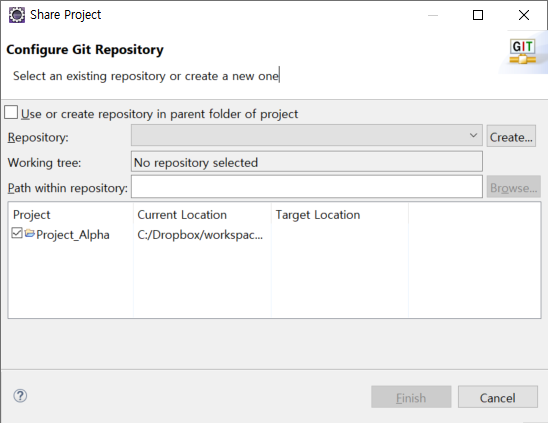 Share Project
Configure Git Repository
Select an existing repository or create a new one
GIT
Use or create repository in parent folder of project
Repository: Create...
Working tree: No repository selected
Path within repository: Browse...
Project Current Location Target Location
Project_Alpha C:/Dropbox/workspac...
Finish Cancel